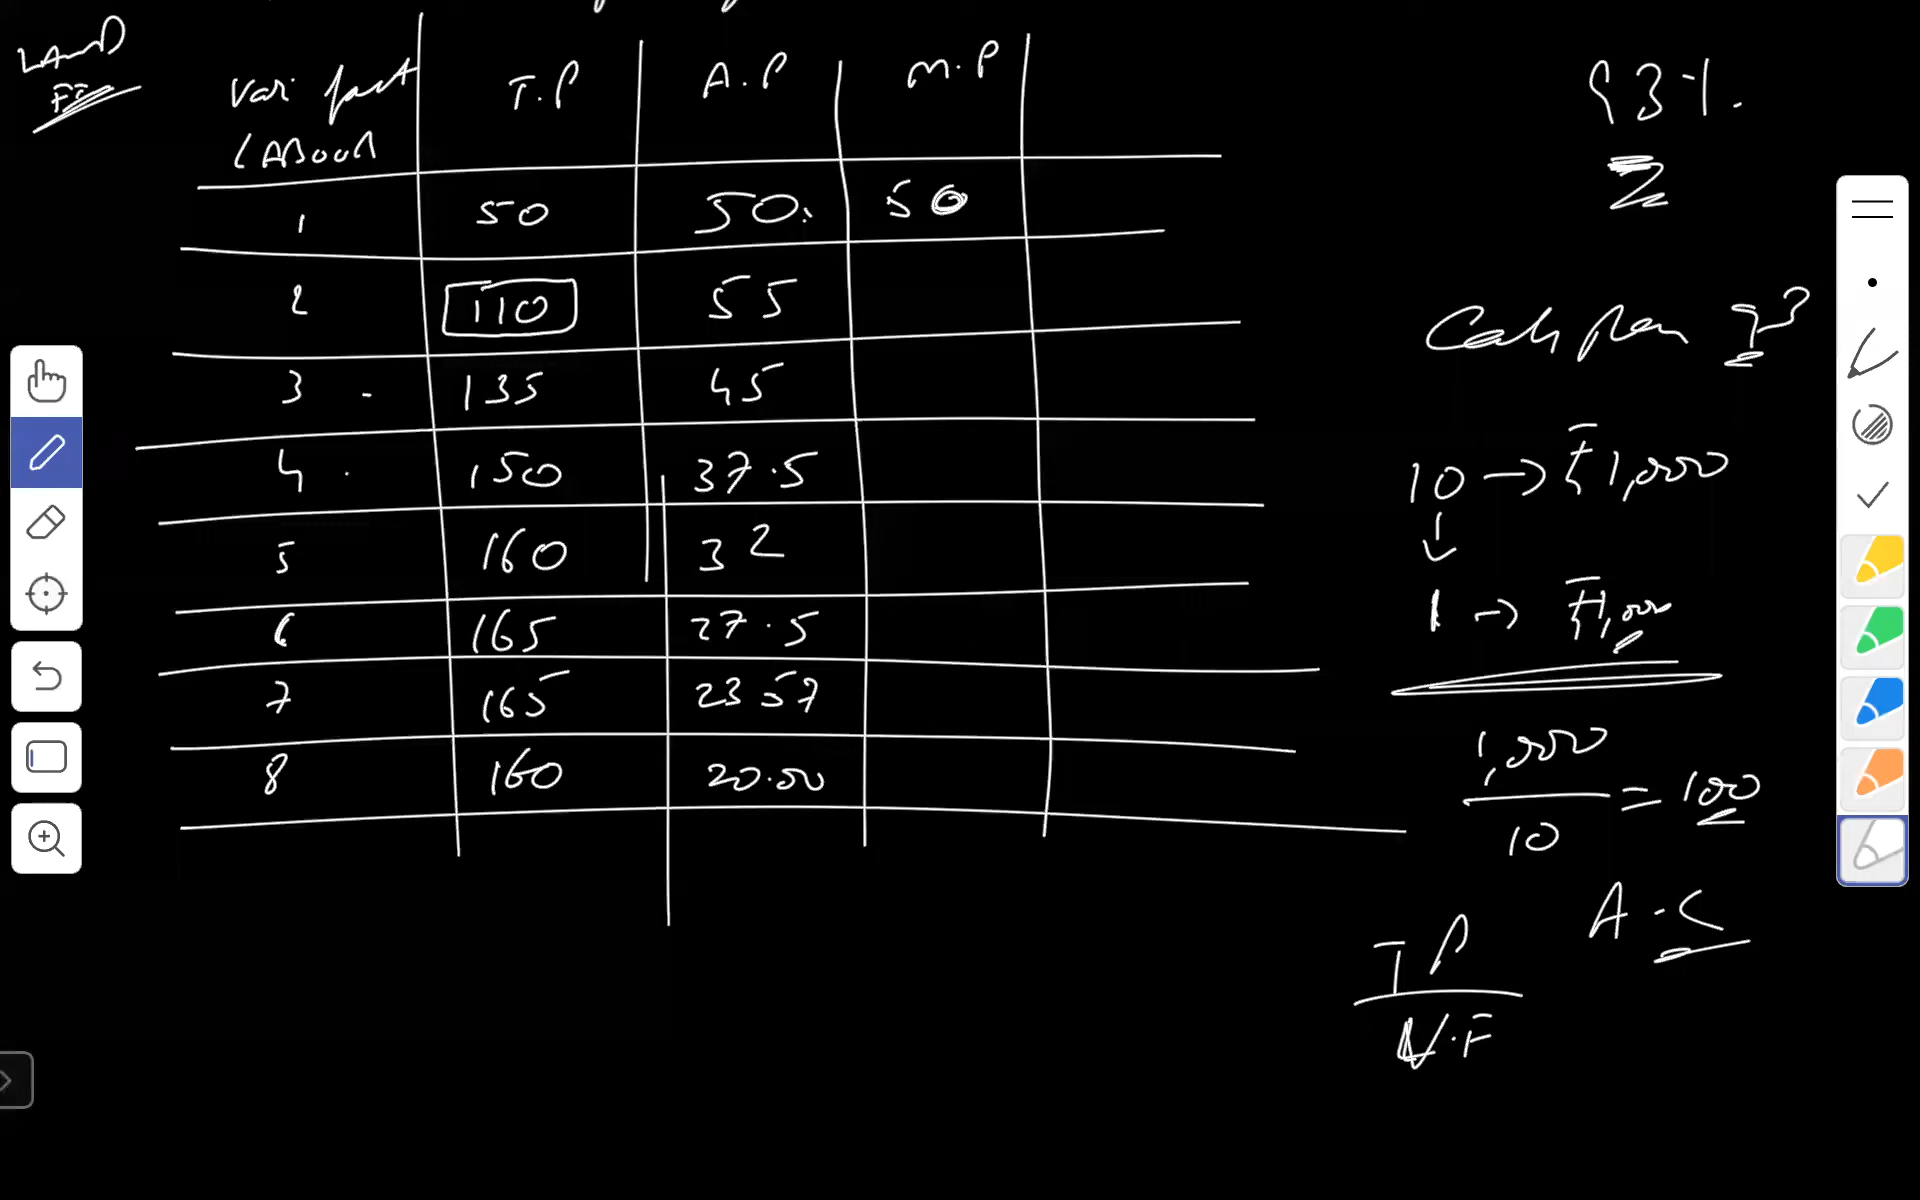 LAND
FF
Vari fact T.P A.P M.P
LABOUR
1 50 50 50
2 110 55
3 135 45
4 150 37.5
5 160 32
6 165 27.5
7 165 23 57
8 160 20.00
93%.
10 → ₹1,000
↓
1 → ₹1,000
1,000
10
= 100
A.C
T P
V.F